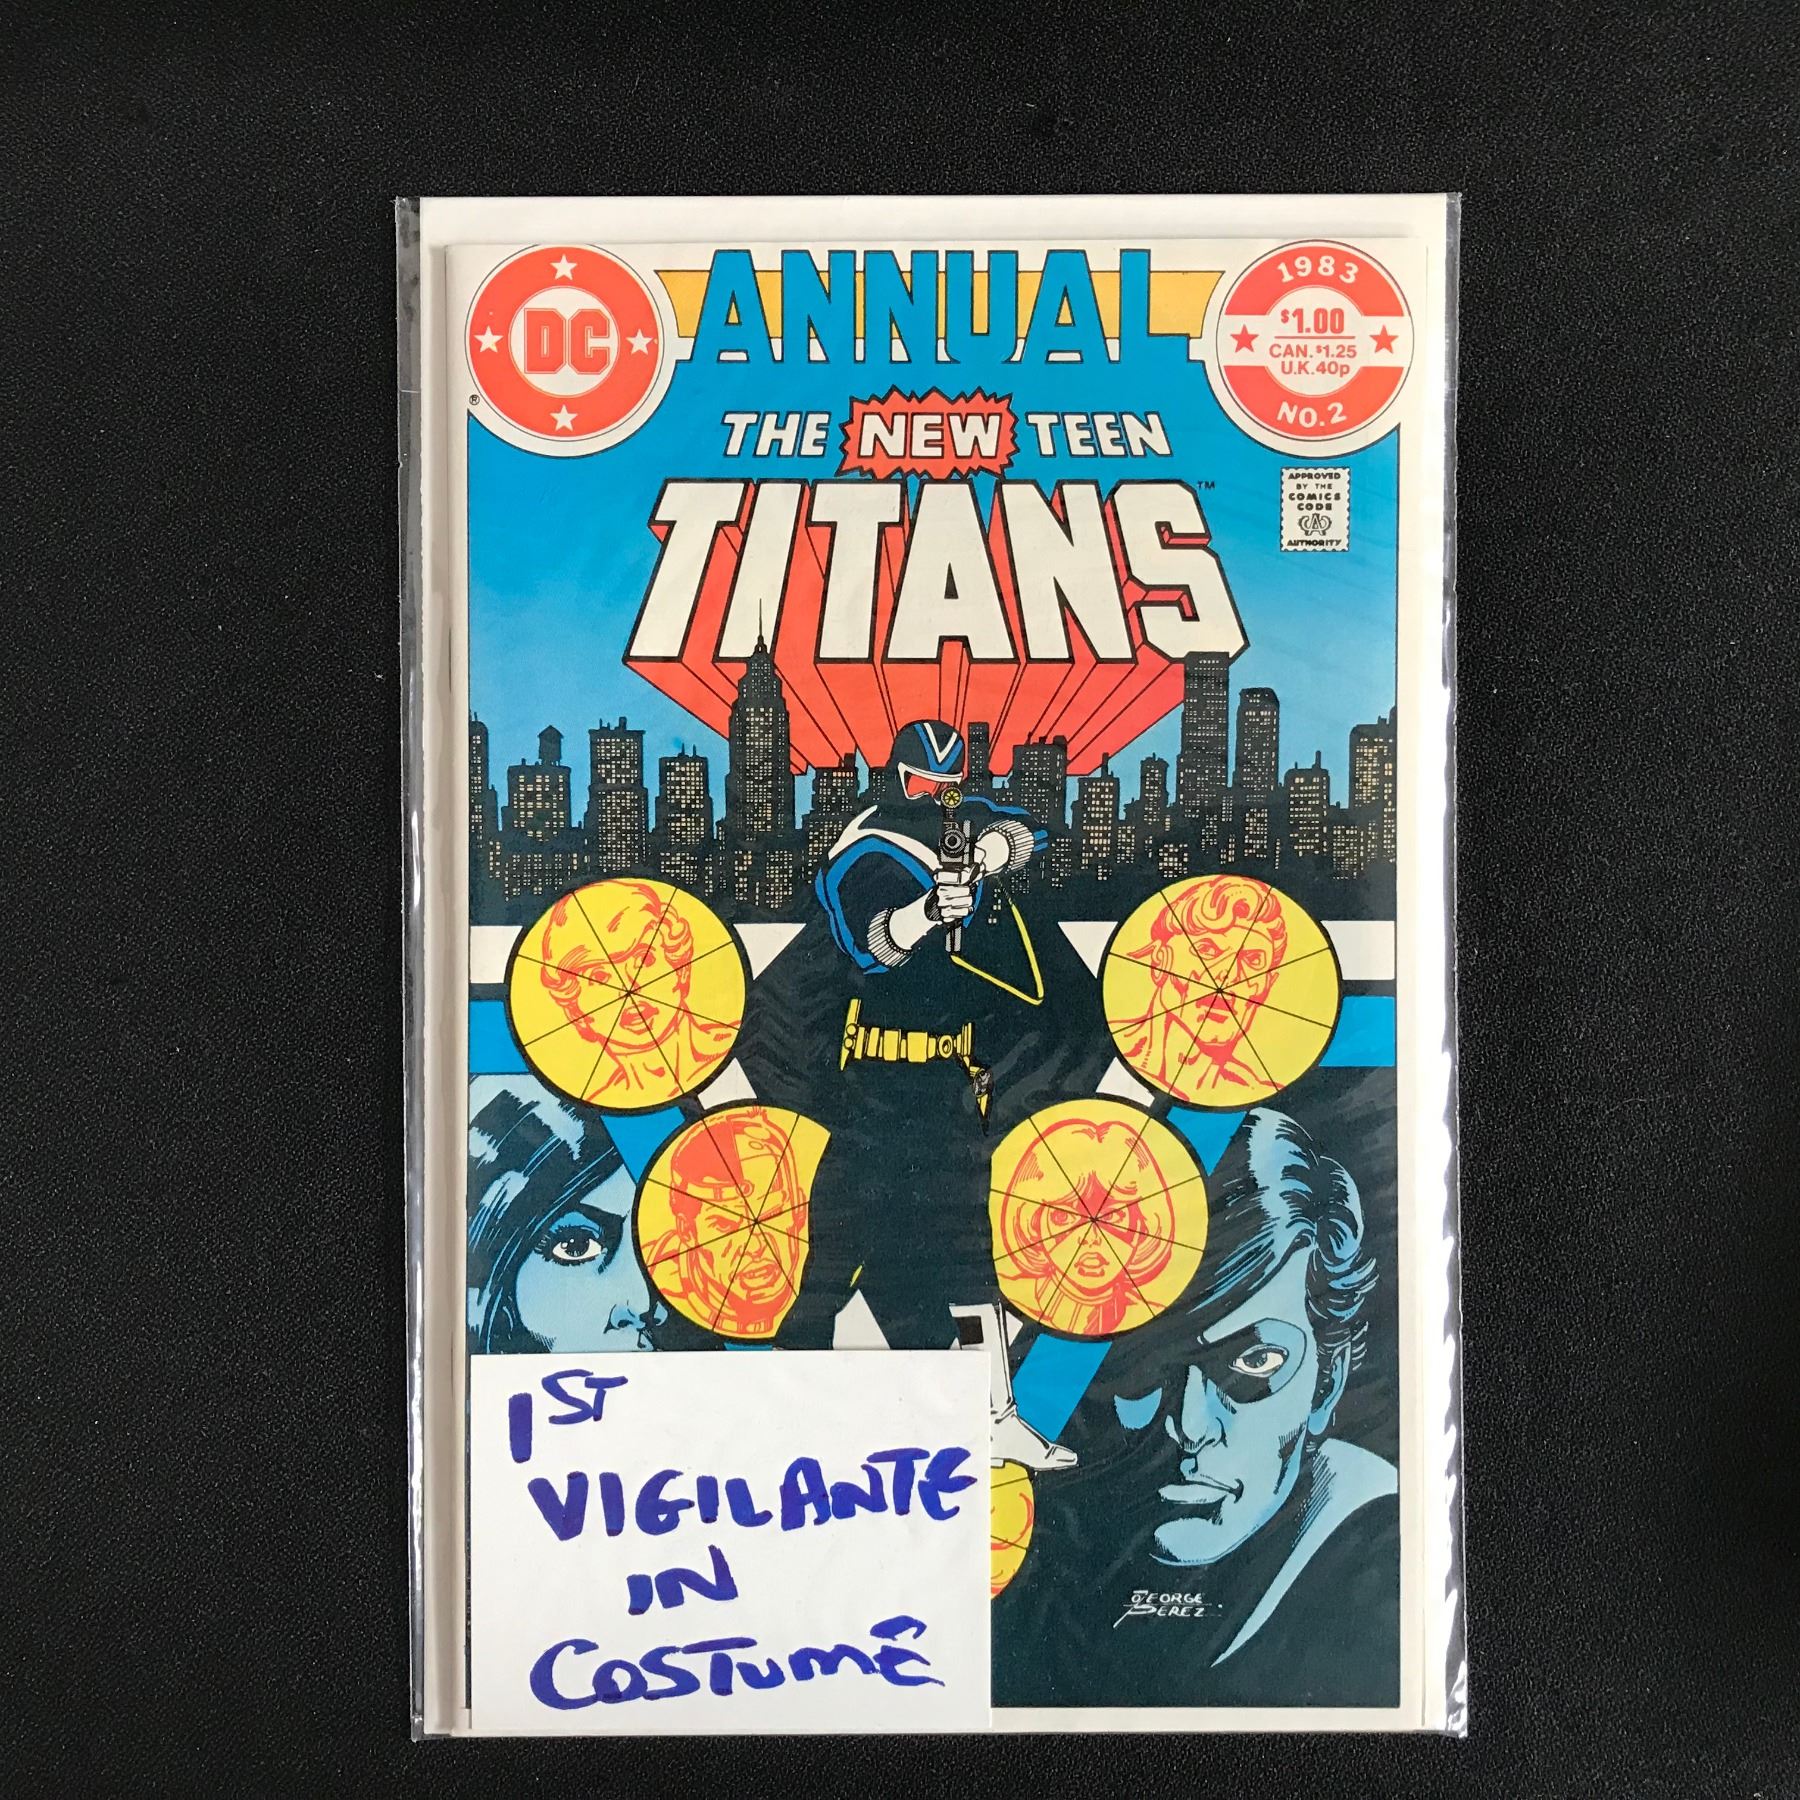 ANNUAL
DC
®
1983
$1.00
CAN. $1.25
U.K. 40p
NO. 2
THE NEW TEEN
TITANS™
APPROVED
BY THE
COMICS
CODE
A
AUTHORITY
V
1ST
VIGILANTE
IN
COSTUME
GEORGE
PEREZ